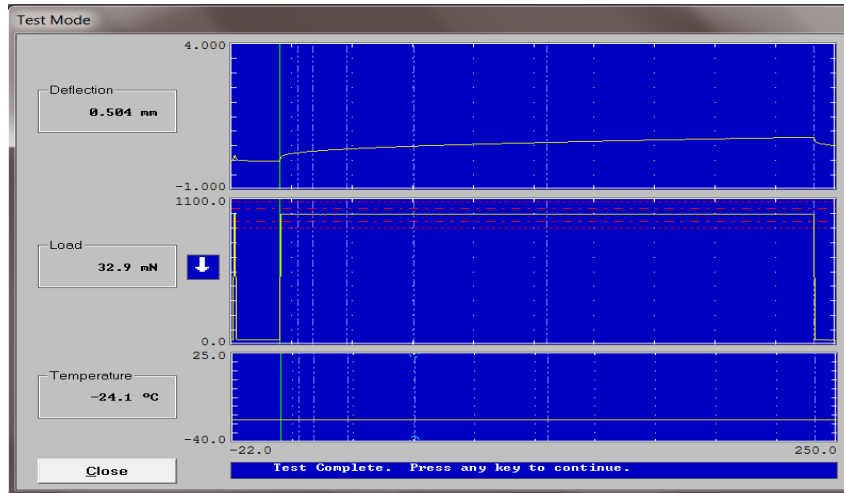 Test Mode
4.000
Deflection
0.504 mm
-1.000
1100.0
Load
32.9 mN
0.0
25.0
Temperature
-24.1 ºC
-40.0
-22.0
250.0
Close
Test Complete. Press any key to continue.